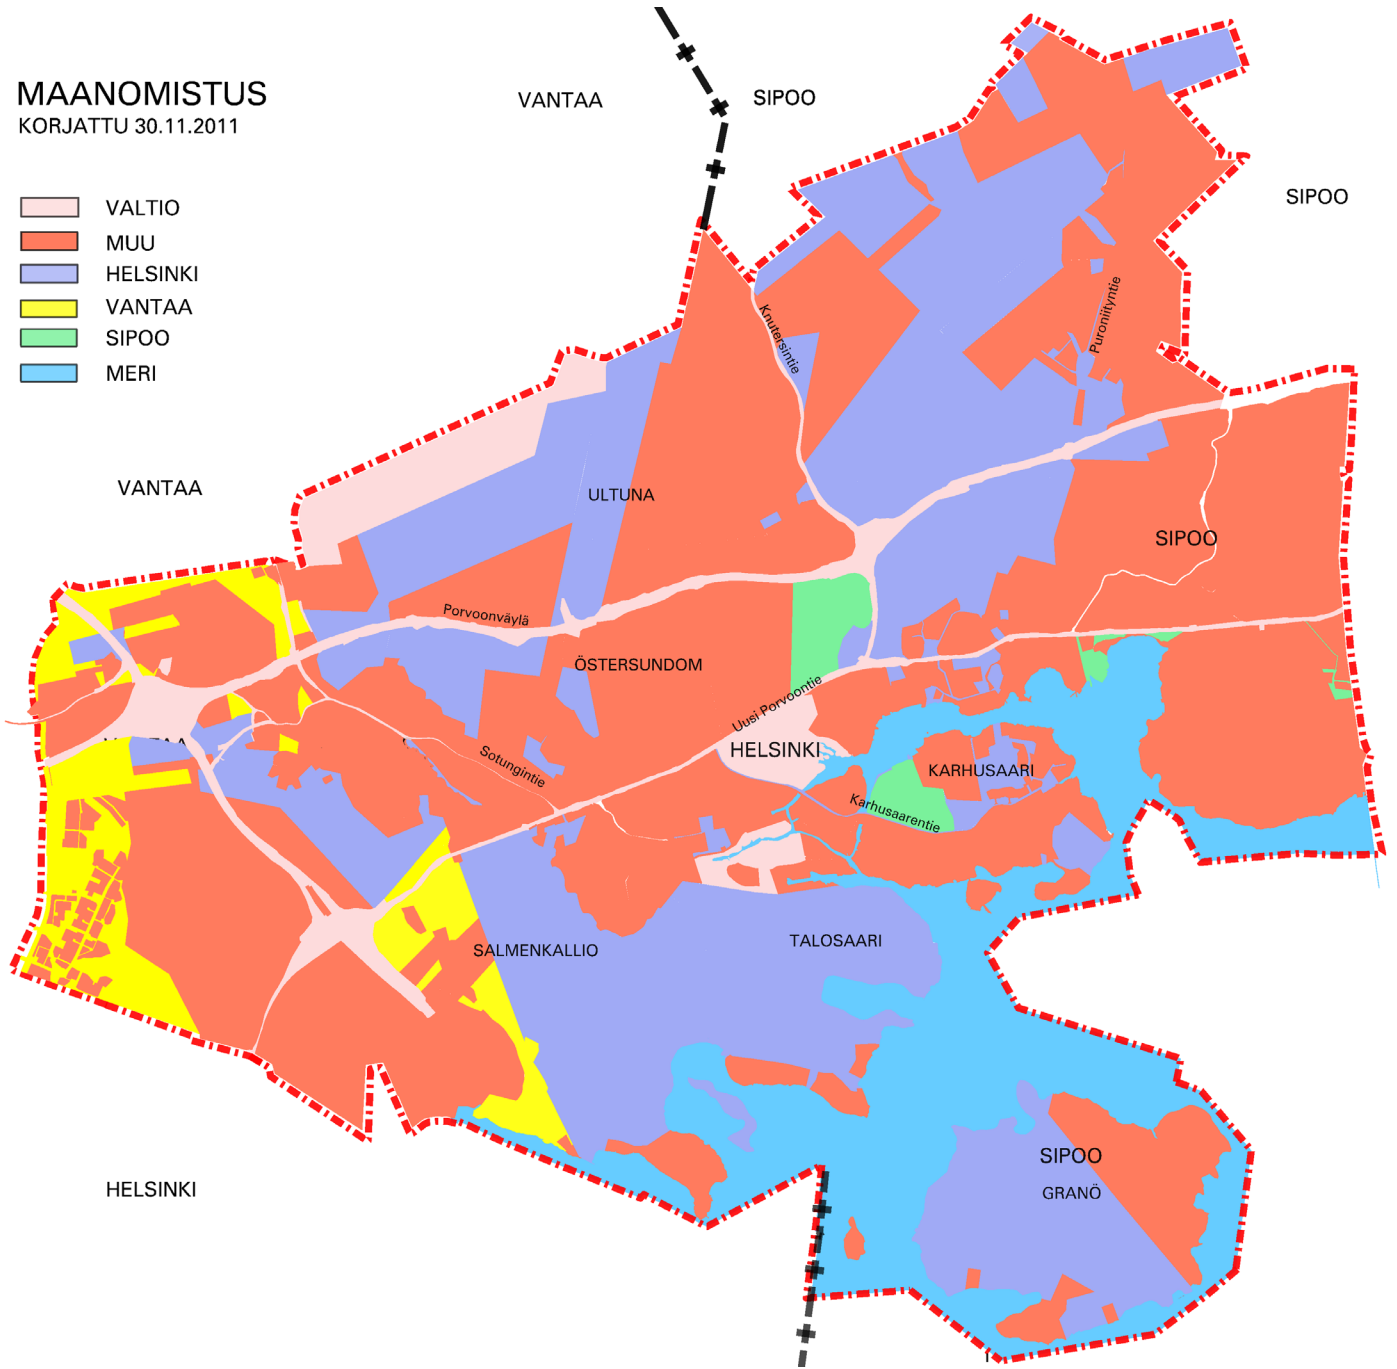 MAANOMISTUS
KORJATTU 30.11.2011
VANTAA
SIPOO
SIPOO
VALTIO
MUU
HELSINKI
VANTAA
SIPOO
MERI
Knutersintie
Puroniityntie
VANTAA
ULTUNA
SIPOO
Porvoonväylä
ÖSTERSUNDOM
Uusi Porvoontie
HELSINKI
Sotungintie
KARHUSAARI
Karhusaarentie
SALMENKALLIO
TALOSAARI
SIPOO
GRANÖ
HELSINKI